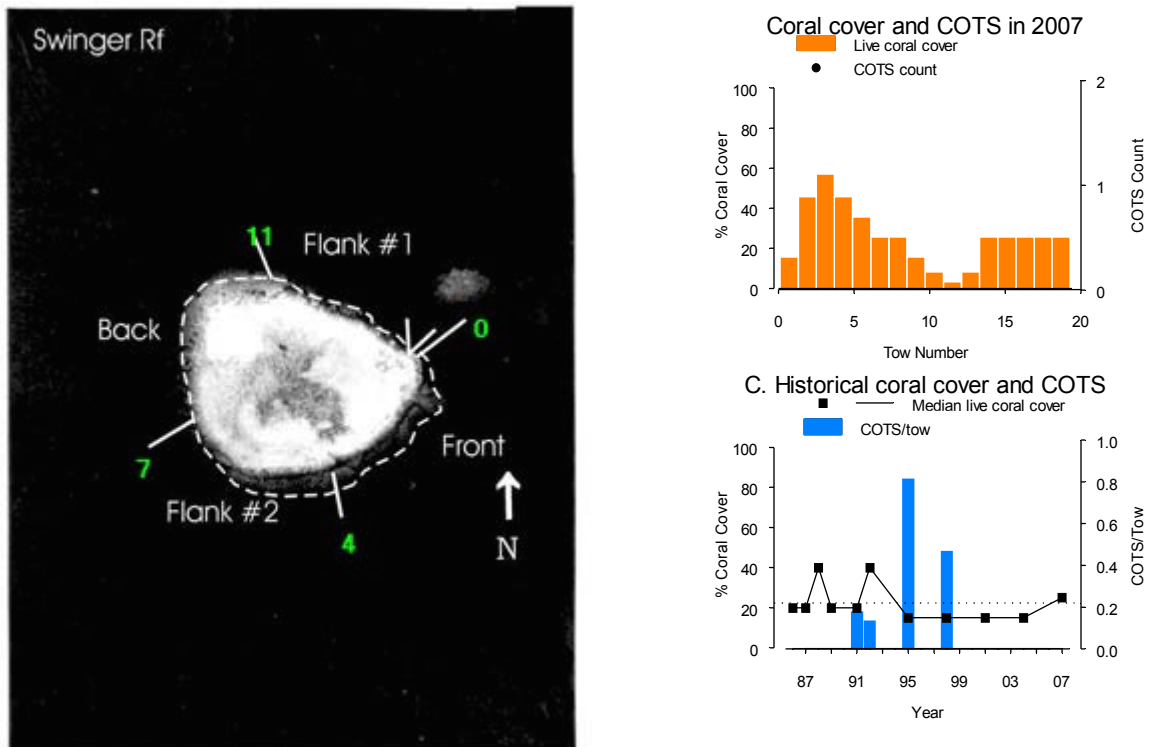 Swinger Rf
11
Flank #1
Back
0
7
Front
Flank #2
4
N
Coral cover and COTS in 2007
Live coral cover
COTS count
% Coral Cover
100
80
60
40
20
0
2
1
0
COTS Count
0 5 10 15 20
Tow Number
C. Historical coral cover and COTS
Median live coral cover
COTS/tow
% Coral Cover
100
80
60
40
20
0
1.0
0.8
0.6
0.4
0.2
0.0
COTS/Tow
87 91 95 99 03 07
Year